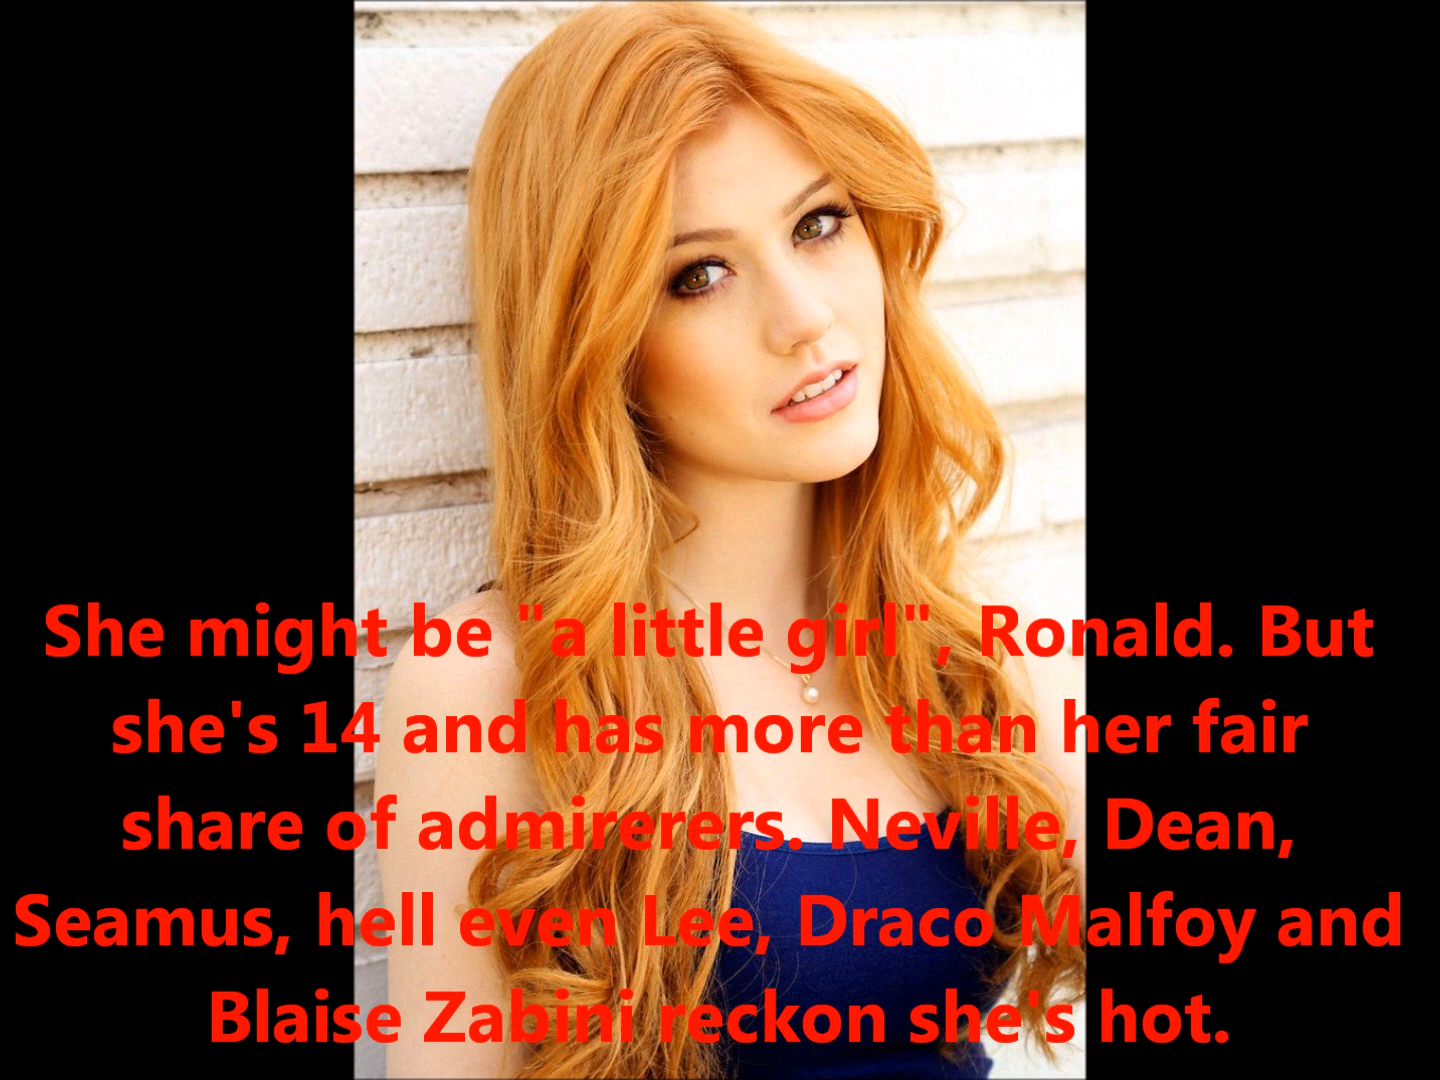 She might be "a little girl", Ronald. But
she's 14 and has more than her fair
share of admirerers. Neville, Dean,
Seamus, hell even Lee, Draco Malfoy and
Blaise Zabini reckon she's hot.